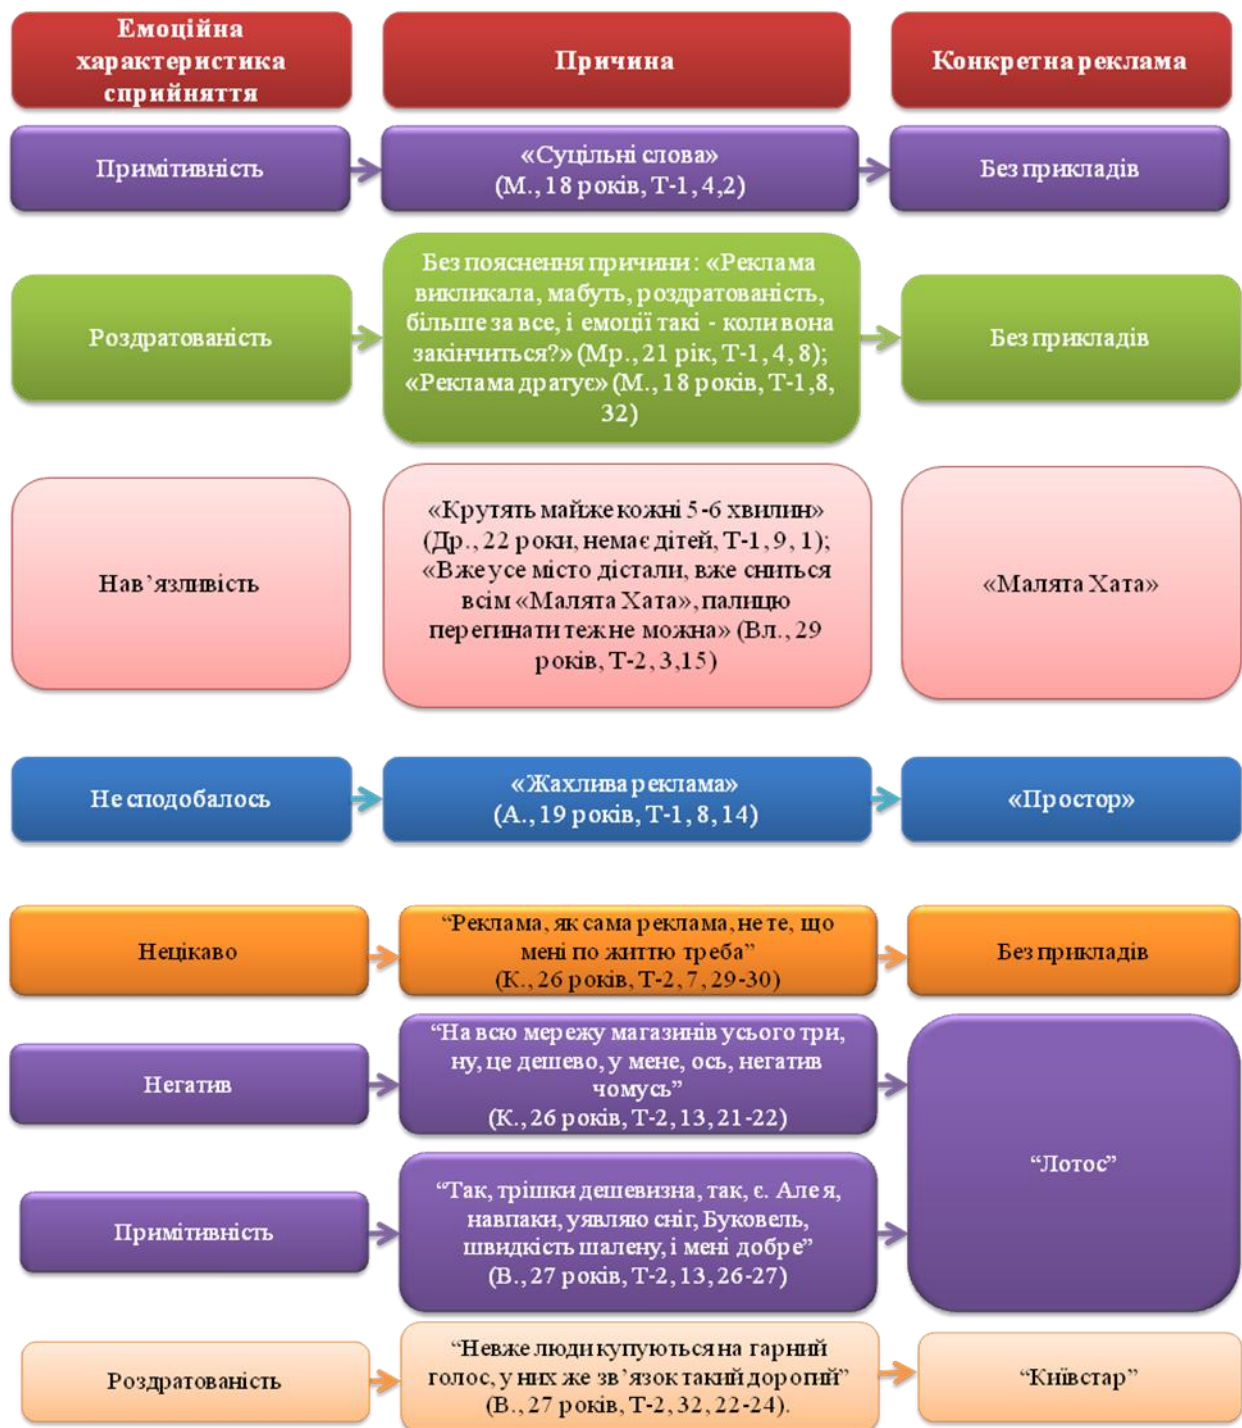 Емоційна
характеристика
сприйняття
Причина
Конкретна реклама
Примітивність
«Суцільні слова»
(М., 18 років, Т-1, 4,2)
Без прикладів
Роздратованість
Без пояснення причини: «Реклама
викликала, мабуть, роздратованість,
більше за все, і емоції такі - коли вона
закінчиться?» (Мр., 21 рік, Т-1, 4, 8);
«Реклама дратує» (М., 18 років, Т-1,8,
32)
Без прикладів
Нав’язливість
«Крутять майже кожні 5-6 хвилин»
(Др., 22 роки, немає дітей, Т-1, 9, 1);
«Вже усе місто дістали, вже сниться
всім «Малята Хата», палицю
перегинати теж не можна» (Вл., 29
років, Т-2, 3,15)
«Малята Хата»
Не сподобалось
«Жахлива реклама»
(А., 19 років, Т-1, 8, 14)
«Простор»
Нецікаво
“Реклама, як сама реклама, не те, що
мені по життю треба”
(К., 26 років, Т-2, 7, 29-30)
Без прикладів
Негатив
“На всю мережу магазинів усього три,
ну, це дешево, у мене, ось, негатив
чомусь”
(К., 26 років, Т-2, 13, 21-22)
“Лотос”
Примітивність
“Так, трішки дешевизна, так, є. Але я,
навпаки, уявляю сніг, Буковель,
швидкість шалену, і мені добре”
(В., 27 років, Т-2, 13, 26-27)
Роздратованість
“Невже люди купуються на гарний
голос, у них же зв’язок такий дорогий”
(В., 27 років, Т-2, 32, 22-24).
“Київстар”